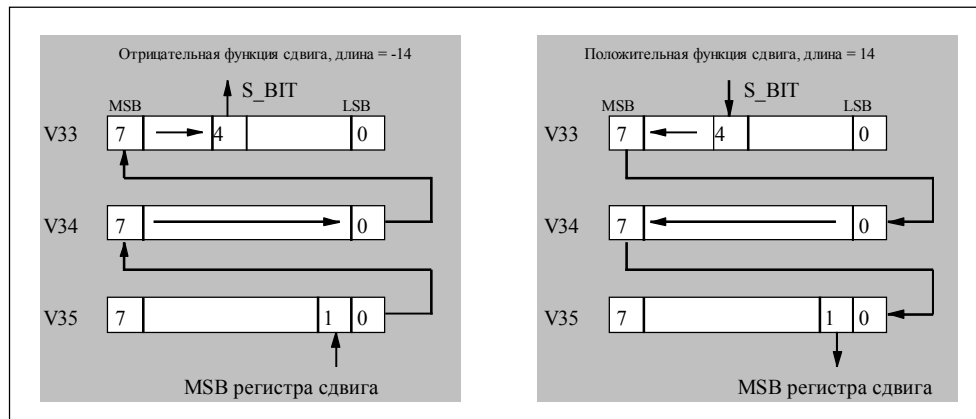 Отрицательная функция сдвига, длина = -14
S_BIT
MSB LSB
V33 7 4 0
V34 7 0
V35 7 1 0
MSB регистра сдвига
Положительная функция сдвига, длина = 14
S_BIT
MSB LSB
V33 7 4 0
V34 7 0
V35 7 1 0
MSB регистра сдвига